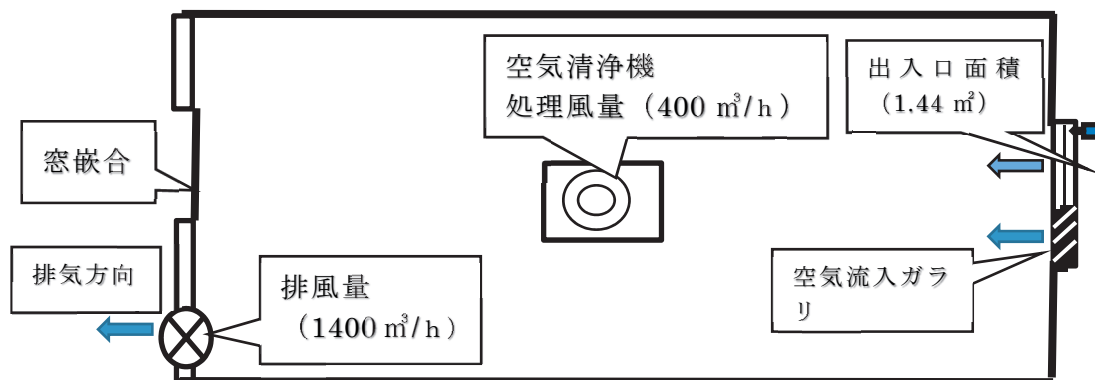 空気清浄機
処理風量（400 ㎥/h）
出入口面積
（1.44 ㎡）
窓嵌合
排気方向
排風量
（1400 ㎥/h）
空気流入ガラ
リ